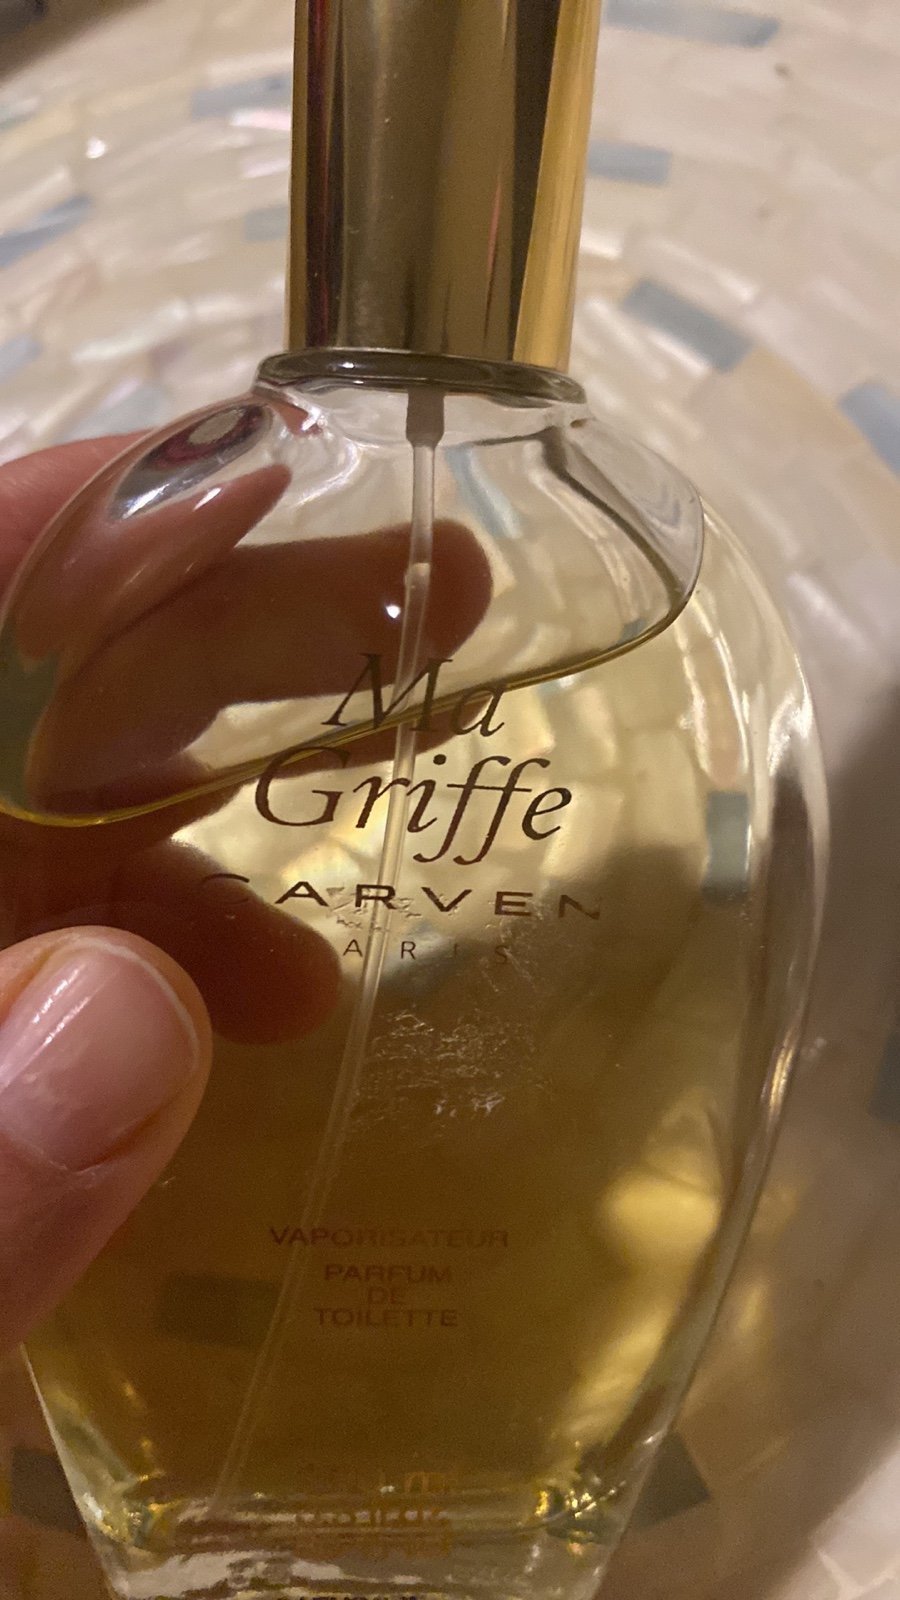 Ma
Griffe
CARVEN
PARIS
VAPORISATEUR
PARFUM
DE
TOILETTE